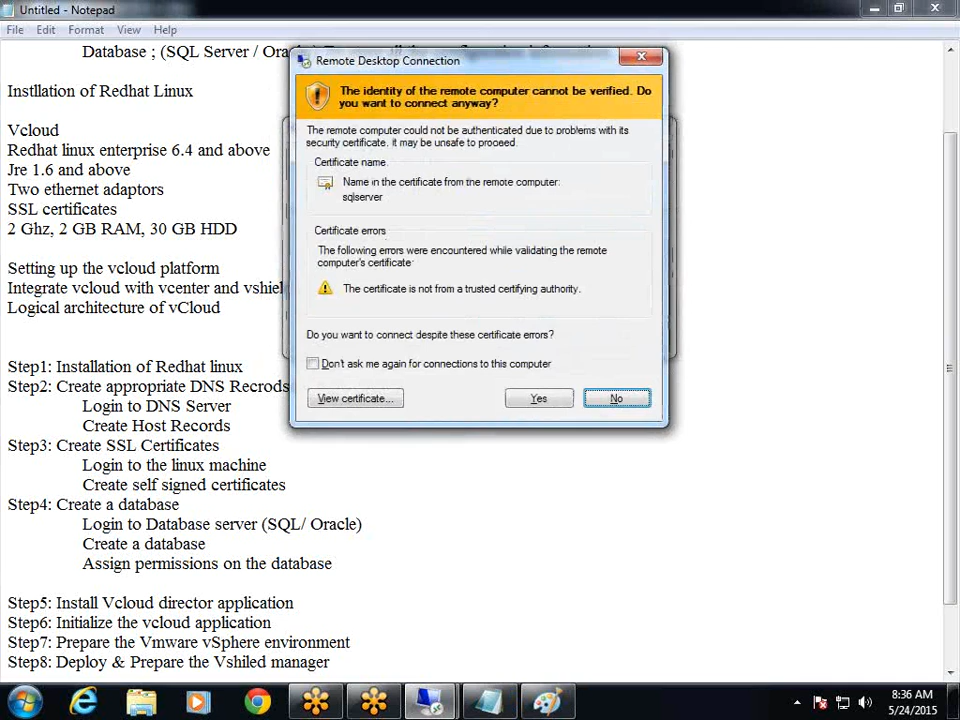 Untitled - Notepad
File Edit Format View Help
Database ; (SQL Server / Ora
Instllation of Redhat Linux
Vcloud
Redhat linux enterprise 6.4 and above
Jre 1.6 and above
Two ethernet adaptors
SSL certificates
2 Ghz, 2 GB RAM, 30 GB HDD
Setting up the vcloud platform
Integrate vcloud with vcenter and vshiel
Logical architecture of vCloud
Step1: Installation of Redhat linux
Step2: Create appropriate DNS Recrods
Login to DNS Server
Create Host Records
Step3: Create SSL Certificates
Login to the linux machine
Create self signed certificates
Step4: Create a database
Login to Database server (SQL/ Oracle)
Create a database
Assign permissions on the database
Step5: Install Vcloud director application
Step6: Initialize the vcloud application
Step7: Prepare the Vmware vSphere environment
Step8: Deploy & Prepare the Vshiled manager
Remote Desktop Connection
The identity of the remote computer cannot be verified. Do
you want to connect anyway?
The remote computer could not be authenticated due to problems with its
security certificate. it may be unsafe to proceed.
Certificate name
Name in the certificate from the remote computer:
sqlserver
Certificate errors
The following errors were encountered while validating the remote
computer's certificate:
The certificate is not from a trusted certifying authority.
Do you want to connect despite these certificate errors?
Don't ask me again for connections to this computer
View certificate... Yes No
8:36 AM
5/24/2015